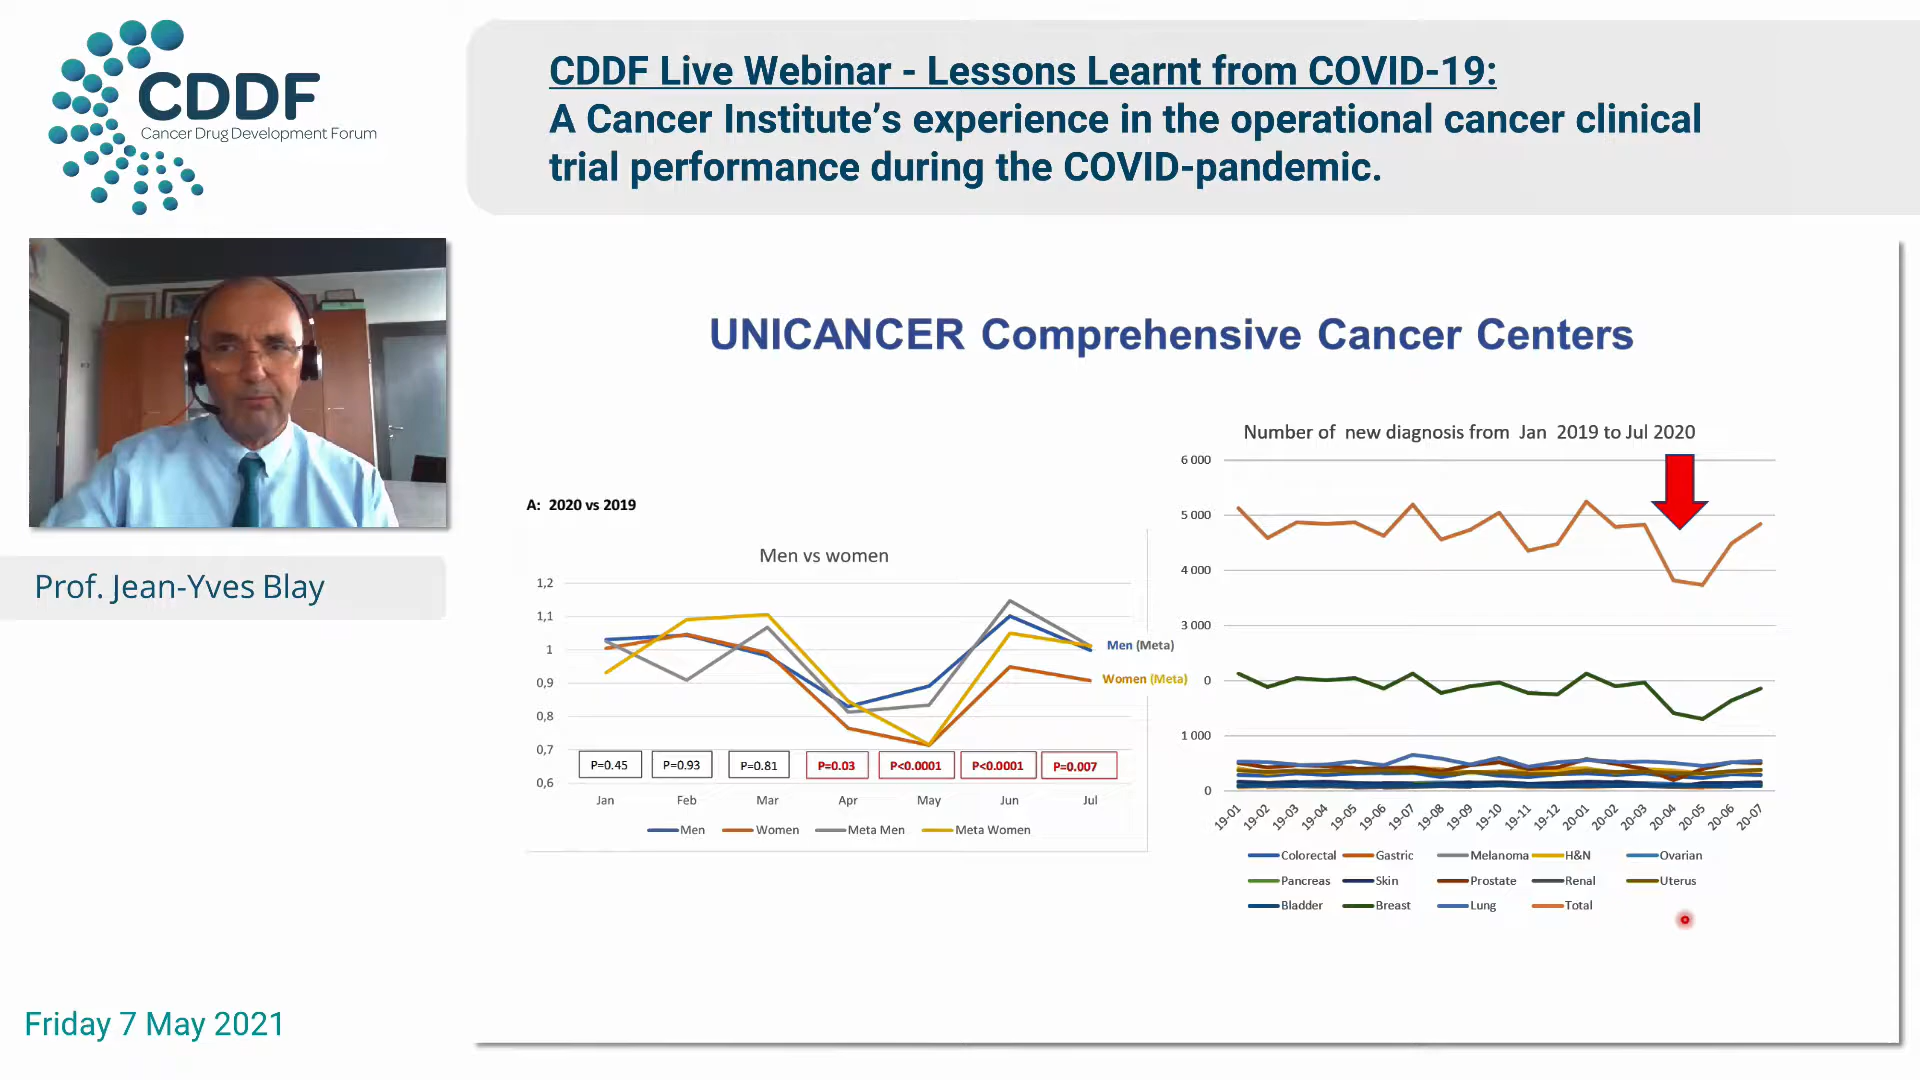 CDDF
Cancer Drug Development Forum
CDDF Live Webinar - Lessons Learnt from COVID-19:
A Cancer Institute’s experience in the operational cancer clinical
trial performance during the COVID-pandemic.
Prof. Jean-Yves Blay
Friday 7 May 2021
UNICANCER Comprehensive Cancer Centers
A: 2020 vs 2019
Men vs women
1,2
1,1
1
0,9
0,8
0,7
0,6
Men (Meta)
Women (Meta)
P=0.45 P=0.93 P=0.81 P=0.03 P<0.0001 P<0.0001 P=0.007
Jan Feb Mar Apr May Jun Jul
Men Women Meta Men Meta Women
Number of new diagnosis from Jan 2019 to Jul 2020
6 000
5 000
4 000
3 000
0
1 000
0
19-01 19-02 19-03 19-04 19-05 19-06 19-07 19-08 19-09 19-10 19-11 19-12 20-01 20-02 20-03 20-04 20-05 20-06 20-07
Colorectal Gastric Melanoma H&N Ovarian
Pancreas Skin Prostate Renal Uterus
Bladder Breast Lung Total